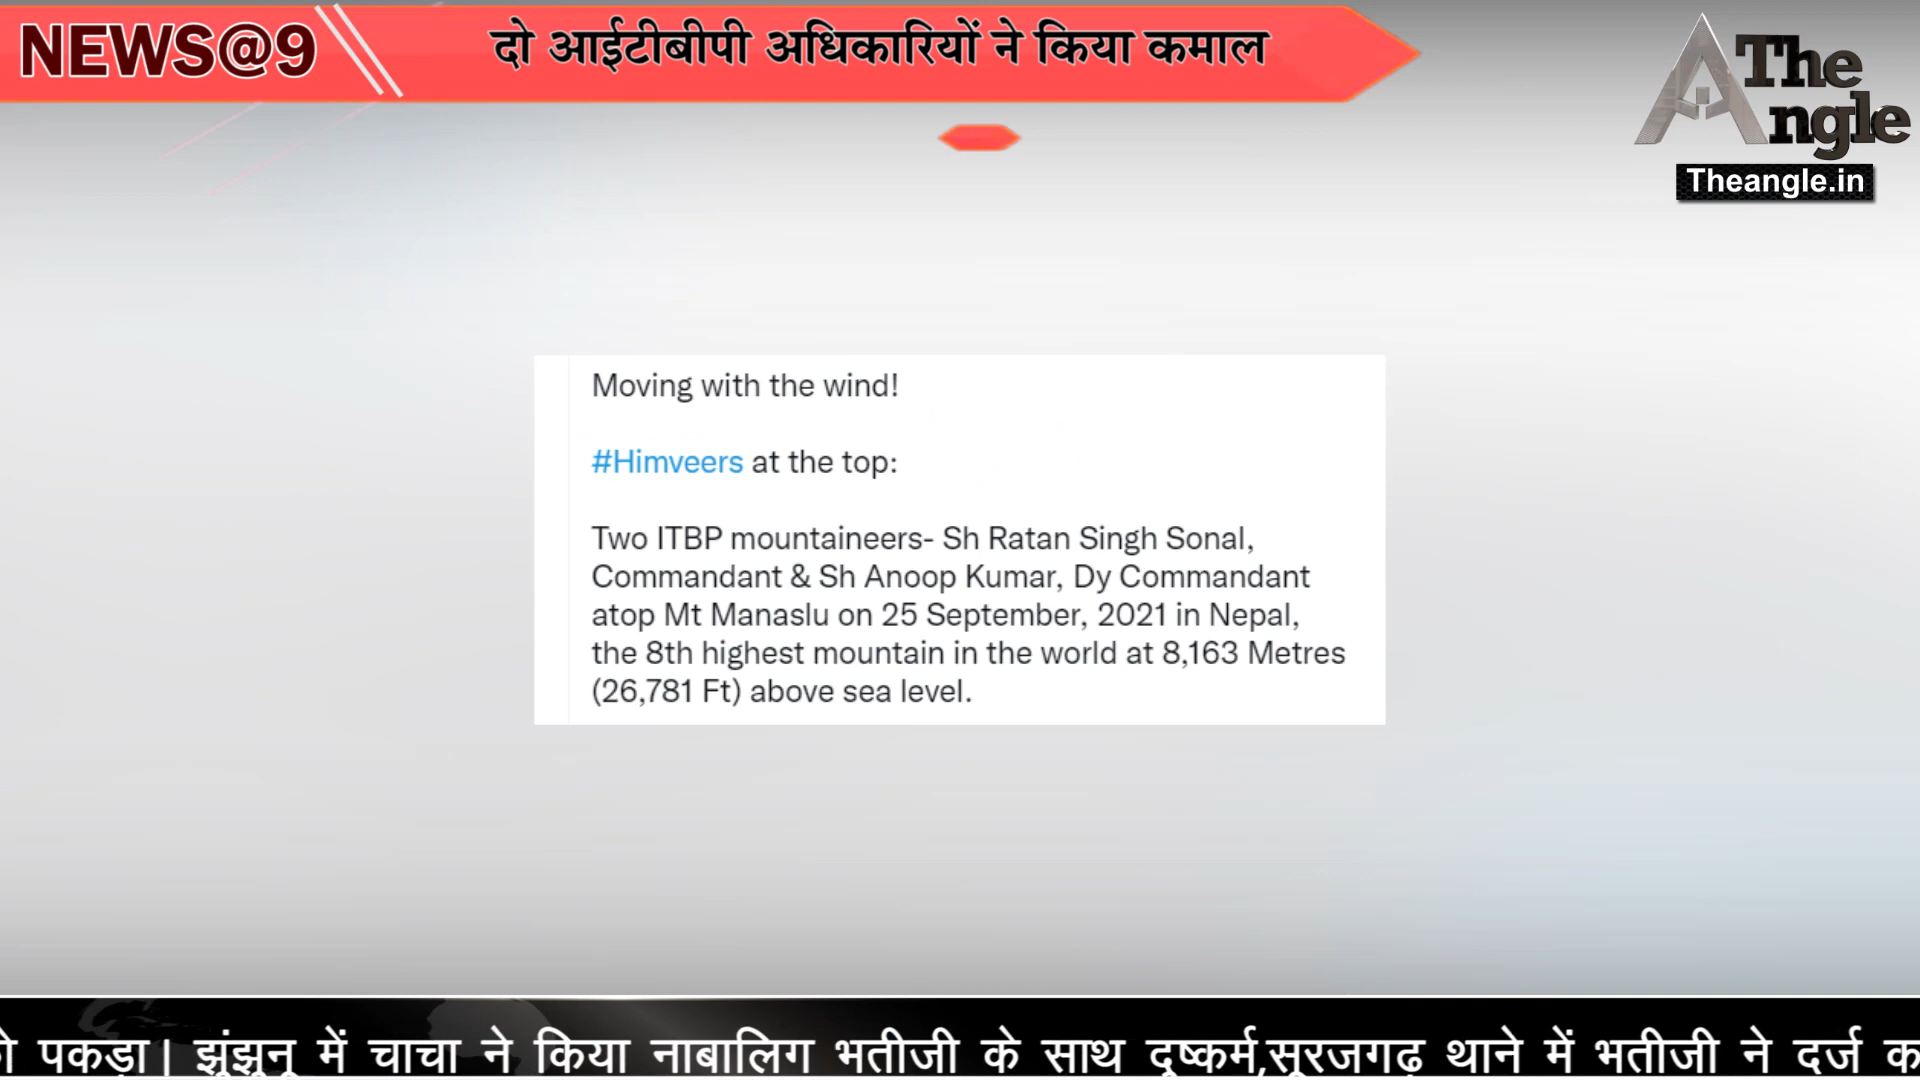 NEWS@9
दो आईटीबीपी अधिकारियों ने किया कमाल
The
Angle
Theangle.in
Moving with the wind!
#Himveers at the top:
Two ITBP mountaineers- Sh Ratan Singh Sonal,
Commandant & Sh Anoop Kumar, Dy Commandant
atop Mt Manaslu on 25 September, 2021 in Nepal,
the 8th highest mountain in the world at 8,163 Metres
(26,781 Ft) above sea level.
पकड़ा| झुंझुनू में चाचा ने किया नाबालिग भतीजी के साथ दुष्कर्म,सूरजगढ़ थाने में भतीजी ने दर्ज